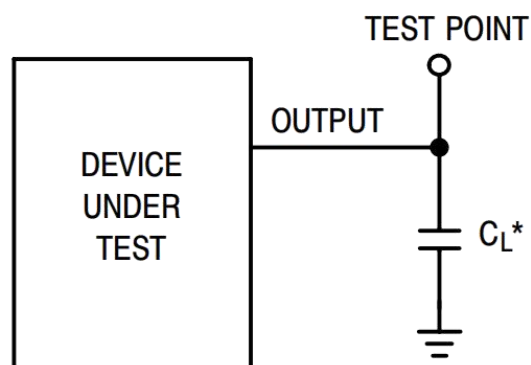 TEST POINT
OUTPUT
DEVICE
UNDER
TEST
CL*